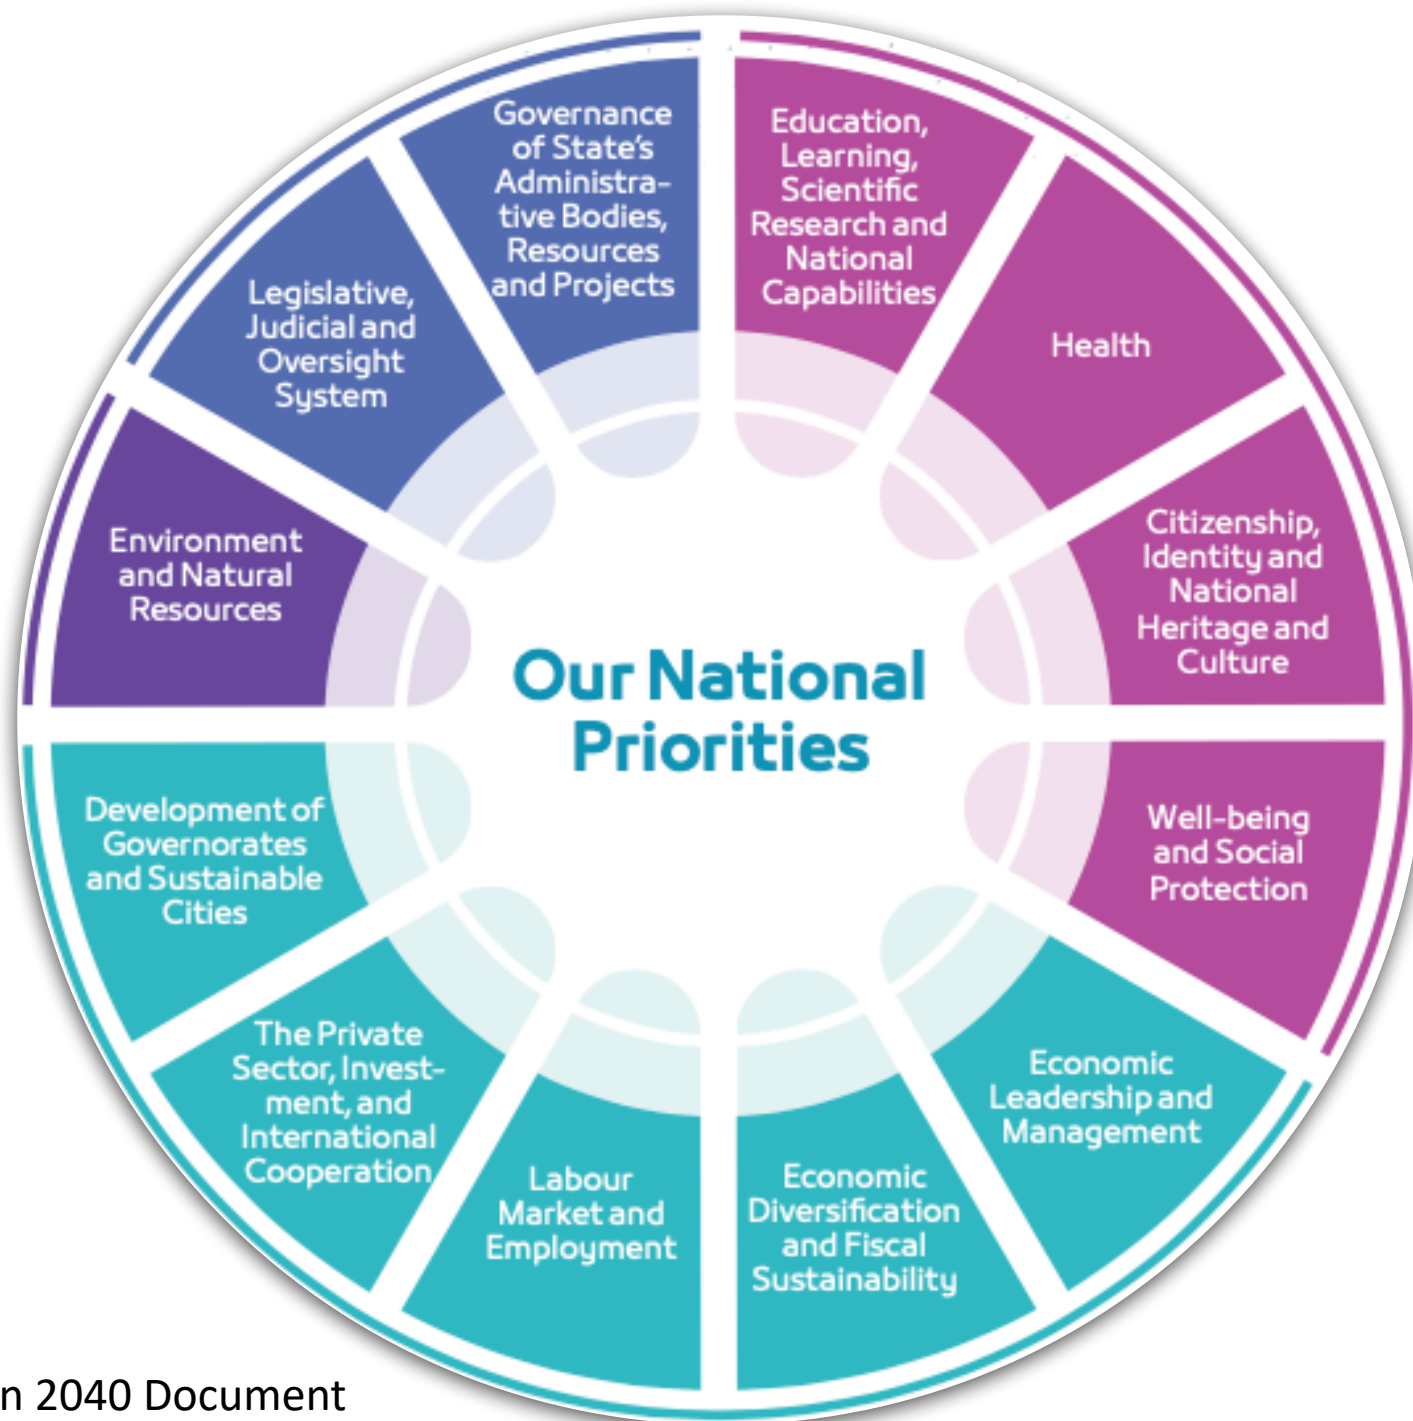 Governance
of State's
Administra-
tive Bodies,
Resources
and Projects
Education,
Learning,
Scientific
Research and
National
Capabilities
Health
Citizenship,
Identity and
National
Heritage and
Culture
Well-being
and Social
Protection
Economic
Leadership and
Management
Economic
Diversification
and Fiscal
Sustainability
Labour
Market and
Employment
The Private
Sector, Invest-
ment, and
International
Cooperation
Development of
Governorates
and Sustainable
Cities
Environment
and Natural
Resources
Legislative,
Judicial and
Oversight
System
Our National
Priorities
n 2040 Document